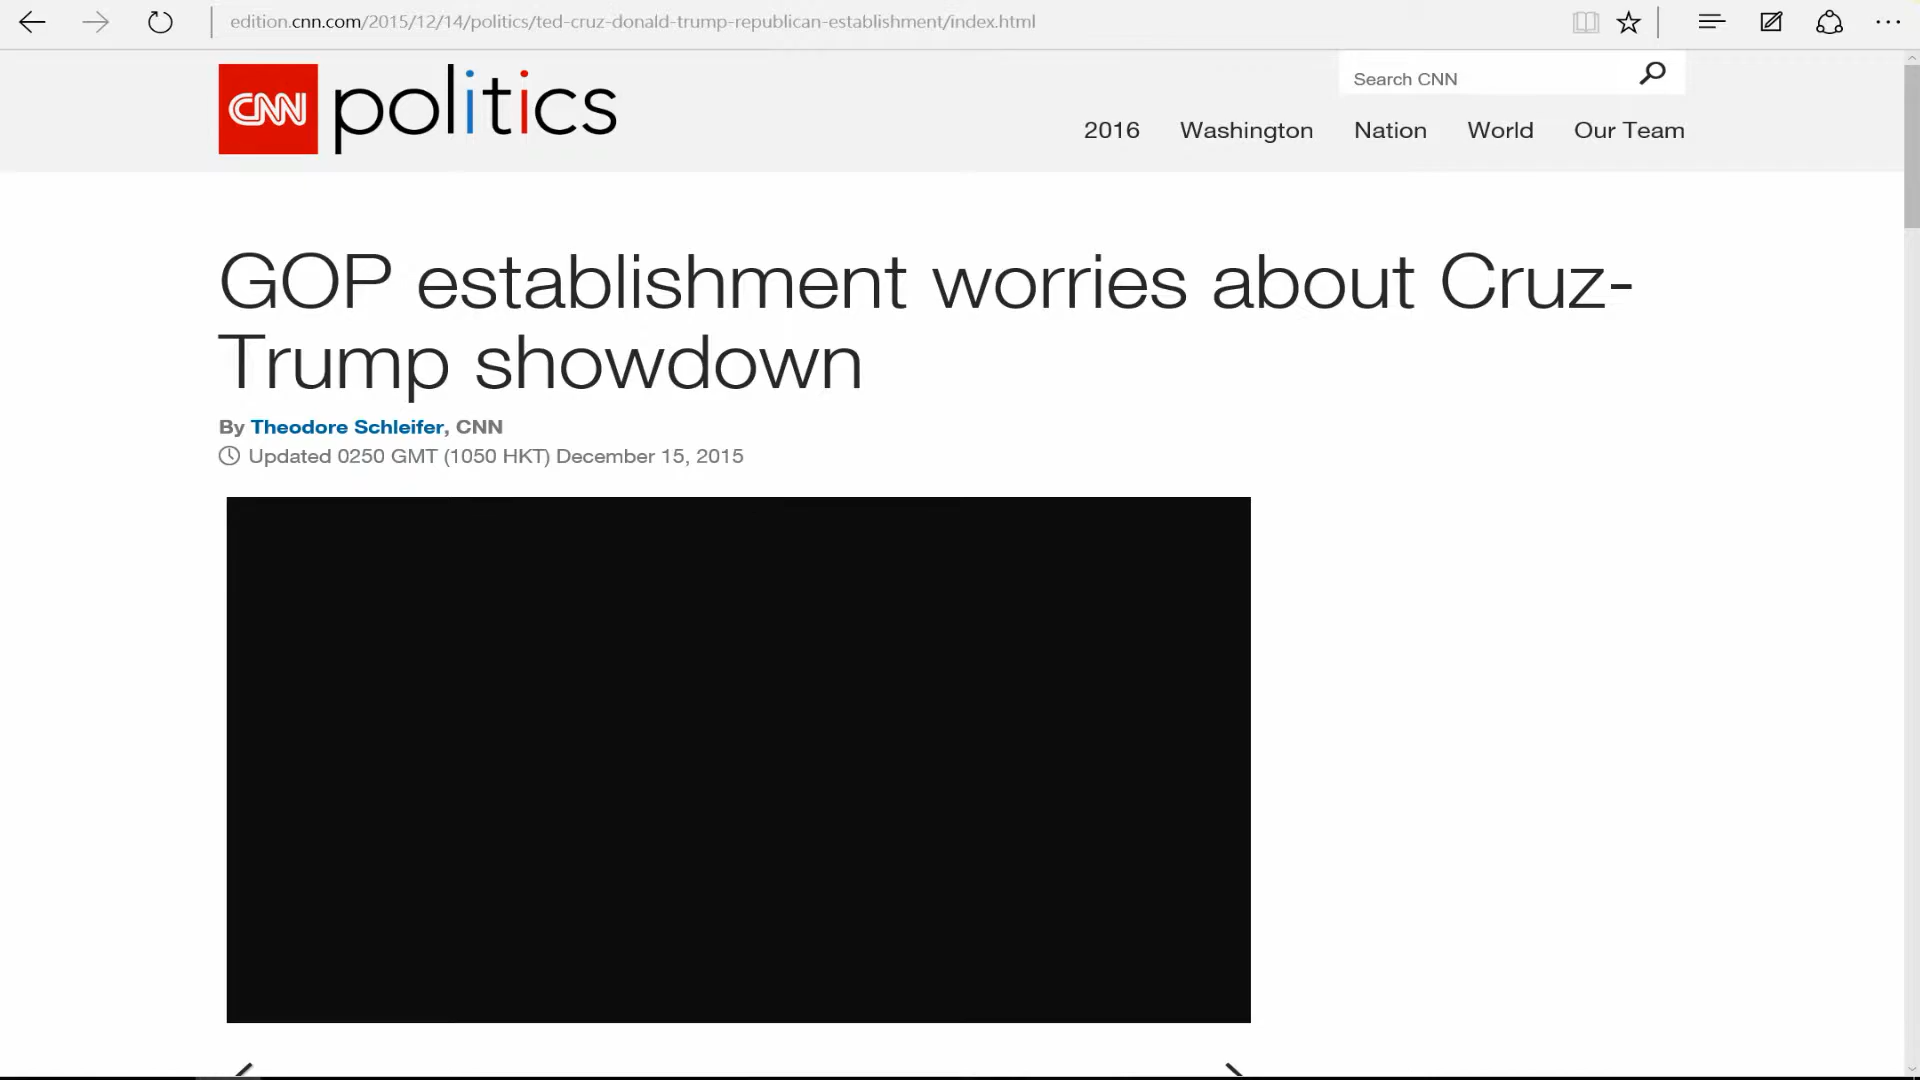 edition.cnn.com/2015/12/14/politics/ted-cruz-donald-trump-republican-establishment/index.html
CNN politics
Search CNN
2016 Washington Nation World Our Team
GOP establishment worries about Cruz-
Trump showdown
By Theodore Schleifer, CNN
Updated 0250 GMT (1050 HKT) December 15, 2015